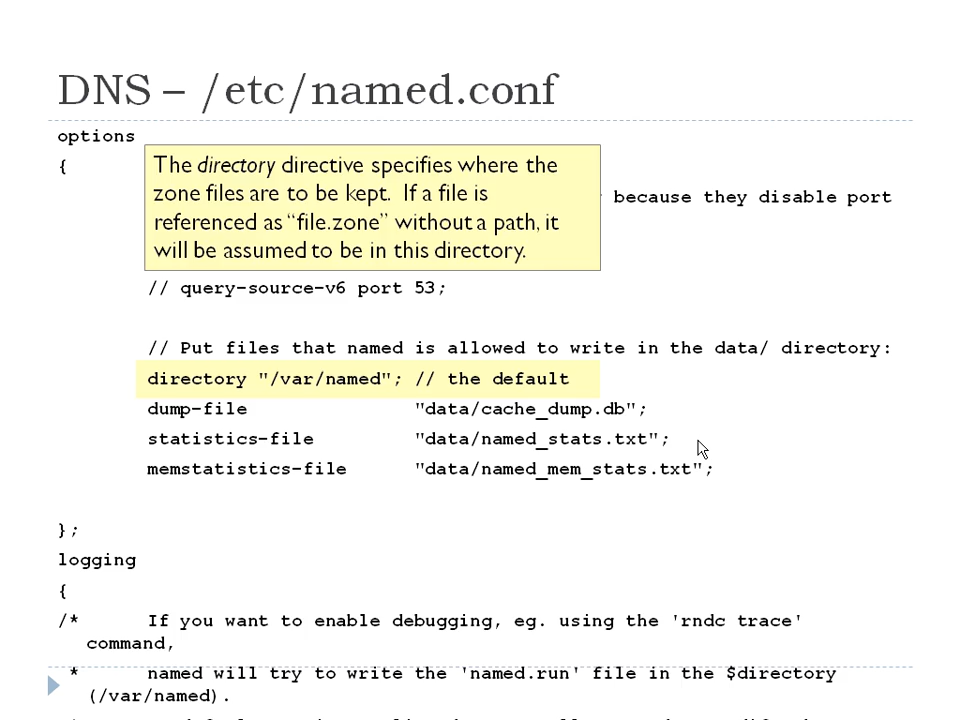 DNS – /etc/named.conf
options
{
The directory directive specifies where the
zone files are to be kept. If a file is
referenced as “file.zone” without a path, it
will be assumed to be in this directory.
because they disable port
// query-source-v6 port 53;
// Put files that named is allowed to write in the data/ directory:
directory "/var/named"; // the default
dump-file "data/cache_dump.db";
statistics-file "data/named_stats.txt";
memstatistics-file "data/named_mem_stats.txt";
};
logging
{
/* If you want to enable debugging, eg. using the 'rndc trace'
command,
* named will try to write the 'named.run' file in the $directory
(/var/named).